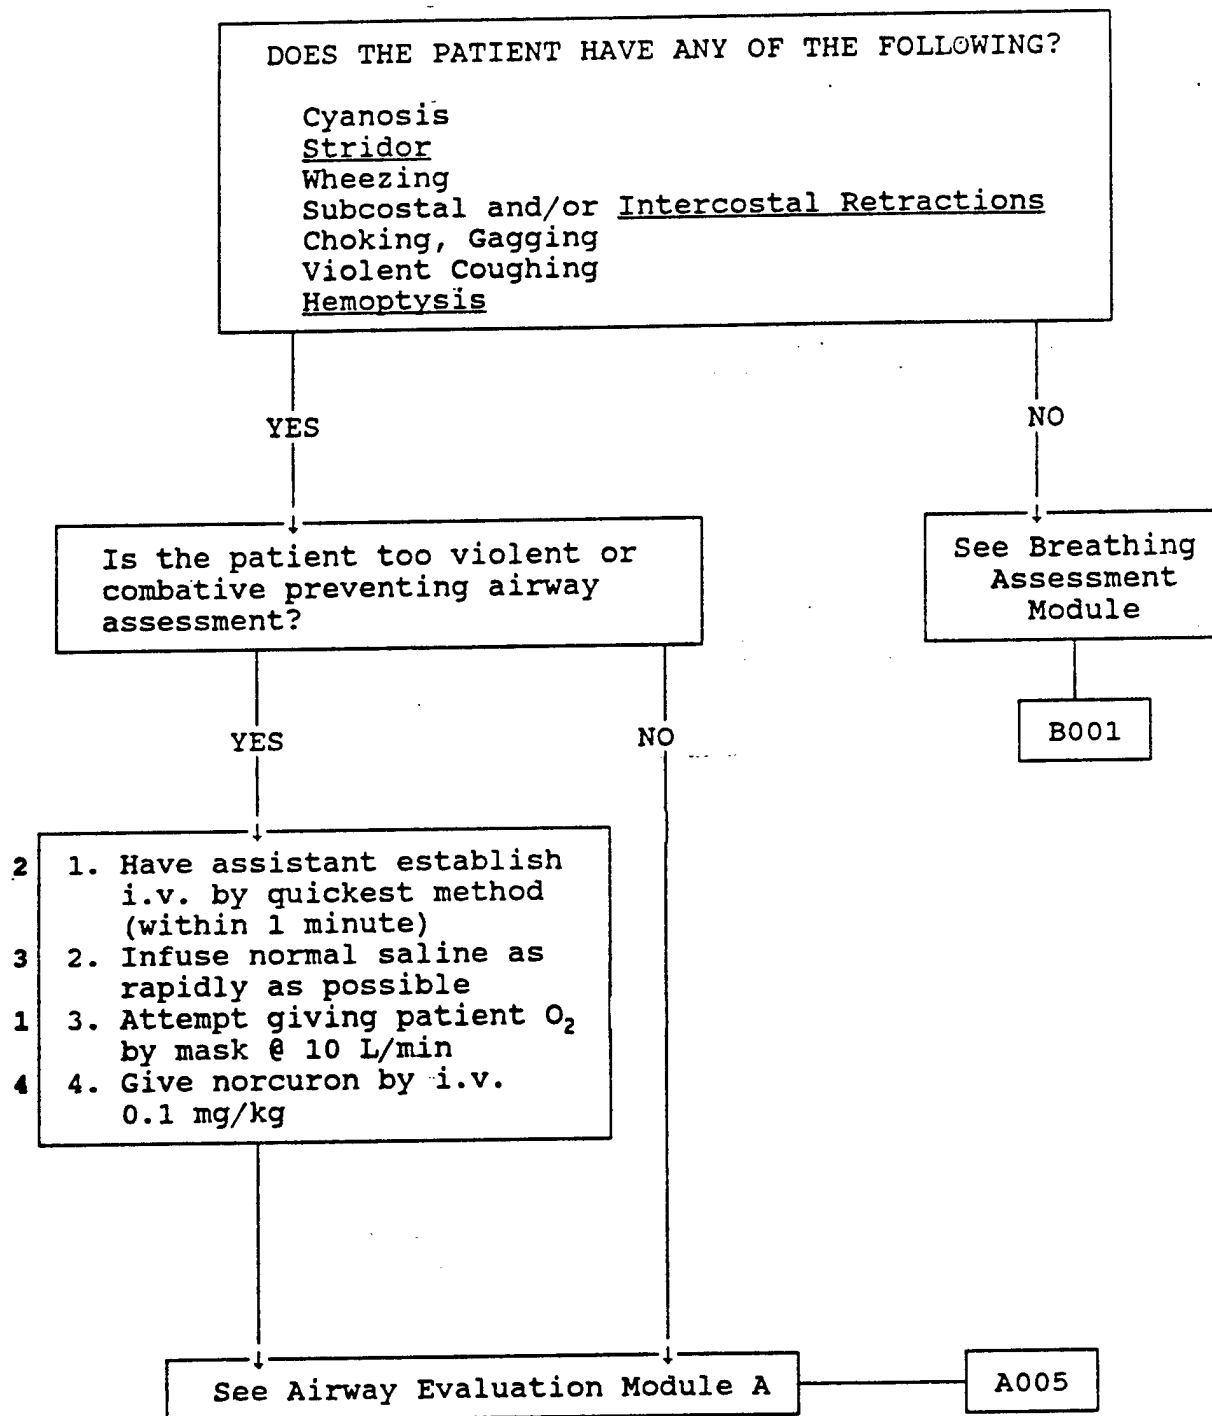 DOES THE PATIENT HAVE ANY OF THE FOLLOWING?
Cyanosis
Stridor
Wheezing
Subcostal and/or Intercostal Retractions
Choking, Gagging
Violent Coughing
Hemoptysis
YES
NO
Is the patient too violent or
combative preventing airway
assessment?
See Breathing
Assessment
Module
B001
YES
NO
2 1. Have assistant establish
i.v. by quickest method
(within 1 minute)
3 2. Infuse normal saline as
rapidly as possible
1 3. Attempt giving patient O₂
by mask @ 10 L/min
4 4. Give norcuron by i.v.
0.1 mg/kg
See Airway Evaluation Module A
A005